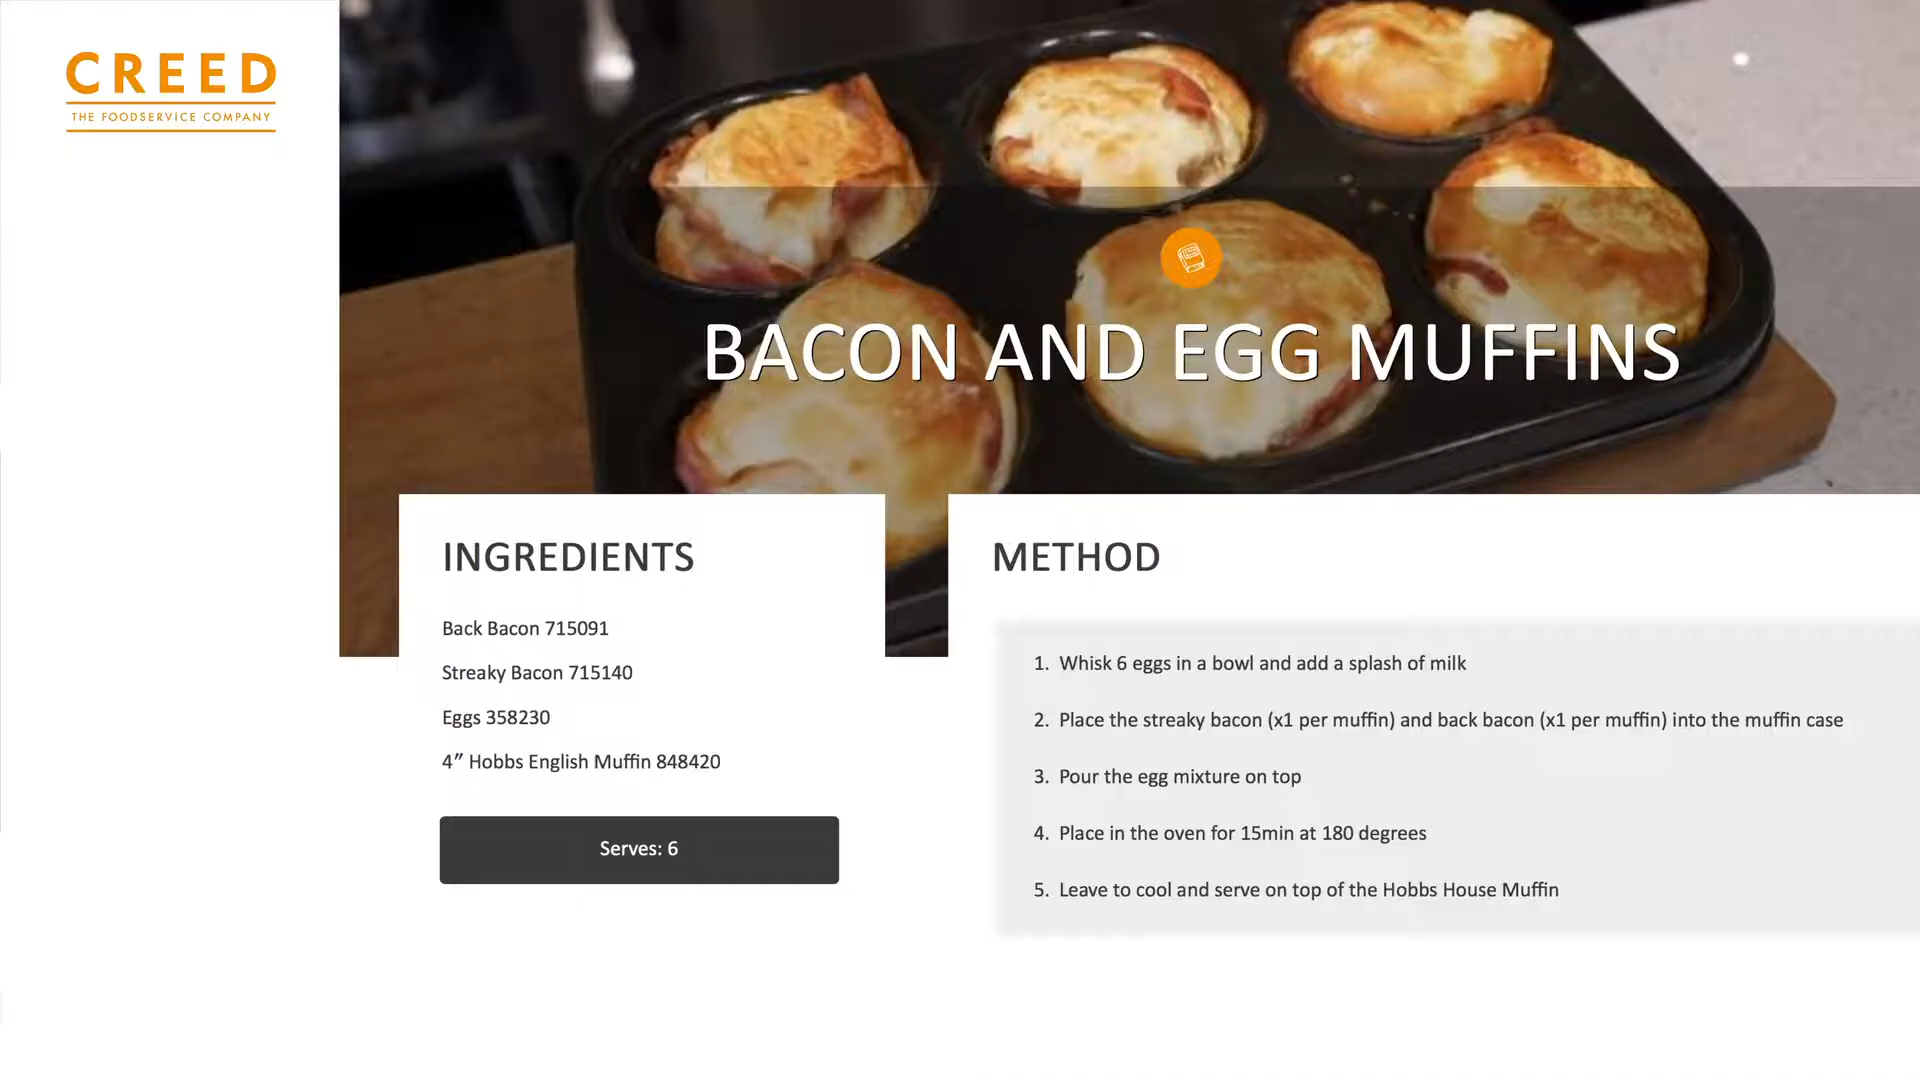 CREED
THE FOODSERVICE COMPANY
BACON AND EGG MUFFINS
INGREDIENTS
Back Bacon 715091
Streaky Bacon 715140
Eggs 358230
4″ Hobbs English Muffin 848420
Serves: 6
METHOD
1. Whisk 6 eggs in a bowl and add a splash of milk
2. Place the streaky bacon (x1 per muffin) and back bacon (x1 per muffin) into the muffin case
3. Pour the egg mixture on top
4. Place in the oven for 15min at 180 degrees
5. Leave to cool and serve on top of the Hobbs House Muffin